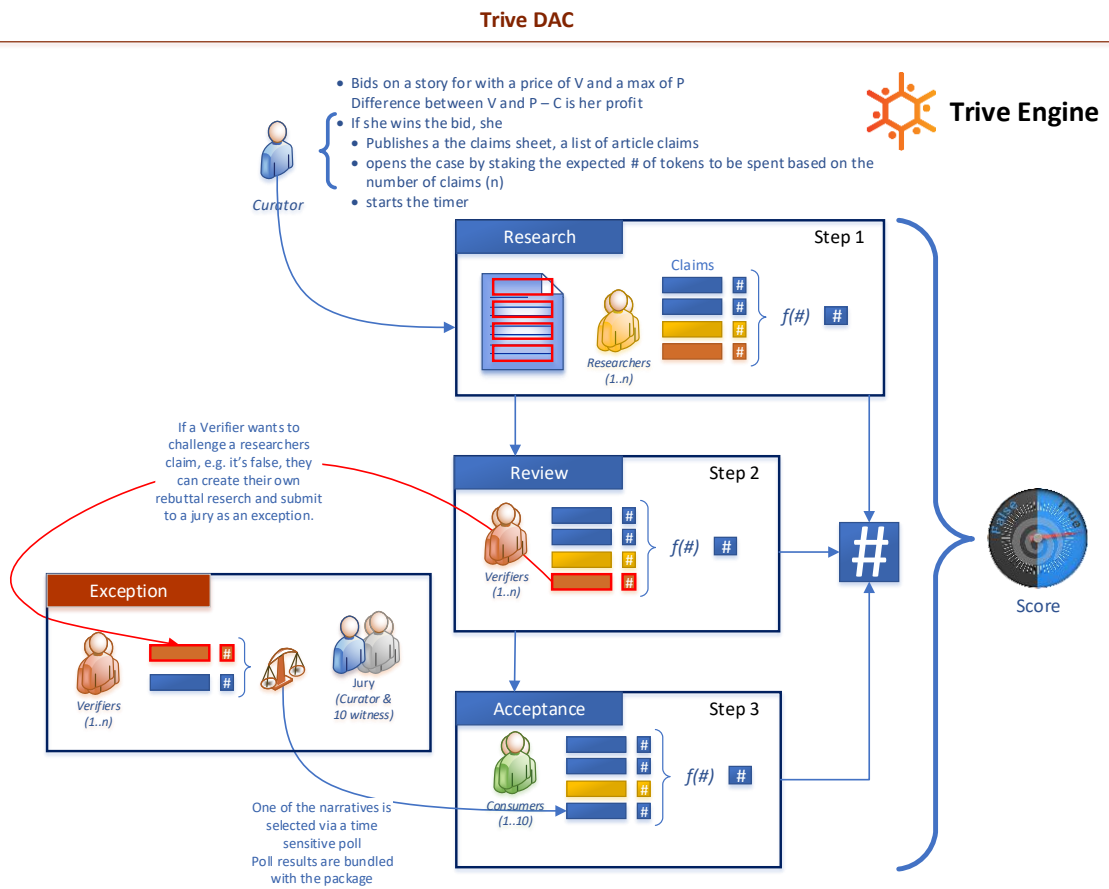 Trive DAC
• Bids on a story for with a price of V and a max of P
Difference between V and P – C is her profit
• If she wins the bid, she
• Publishes a the claims sheet, a list of article claims
• opens the case by staking the expected # of tokens to be spent based on the
number of claims (n)
• starts the timer
Curator
Trive Engine
Research
Step 1
Claims
#
#
#
#
f(#)
#
Researchers
(1..n)
If a Verifier wants to
challenge a researchers
claim, e.g. it's false, they
can create their own
rebuttal reserch and submit
to a jury as an exception.
Review
Step 2
#
#
#
#
f(#)
#
Verifiers
(1..n)
#
False
True
Score
Exception
#
#
Verifiers
(1..n)
Jury
(Curator &
10 witness)
Acceptance
Step 3
#
#
#
#
f(#)
#
Consumers
(1..10)
One of the narratives is
selected via a time
sensitive poll
Poll results are bundled
with the package